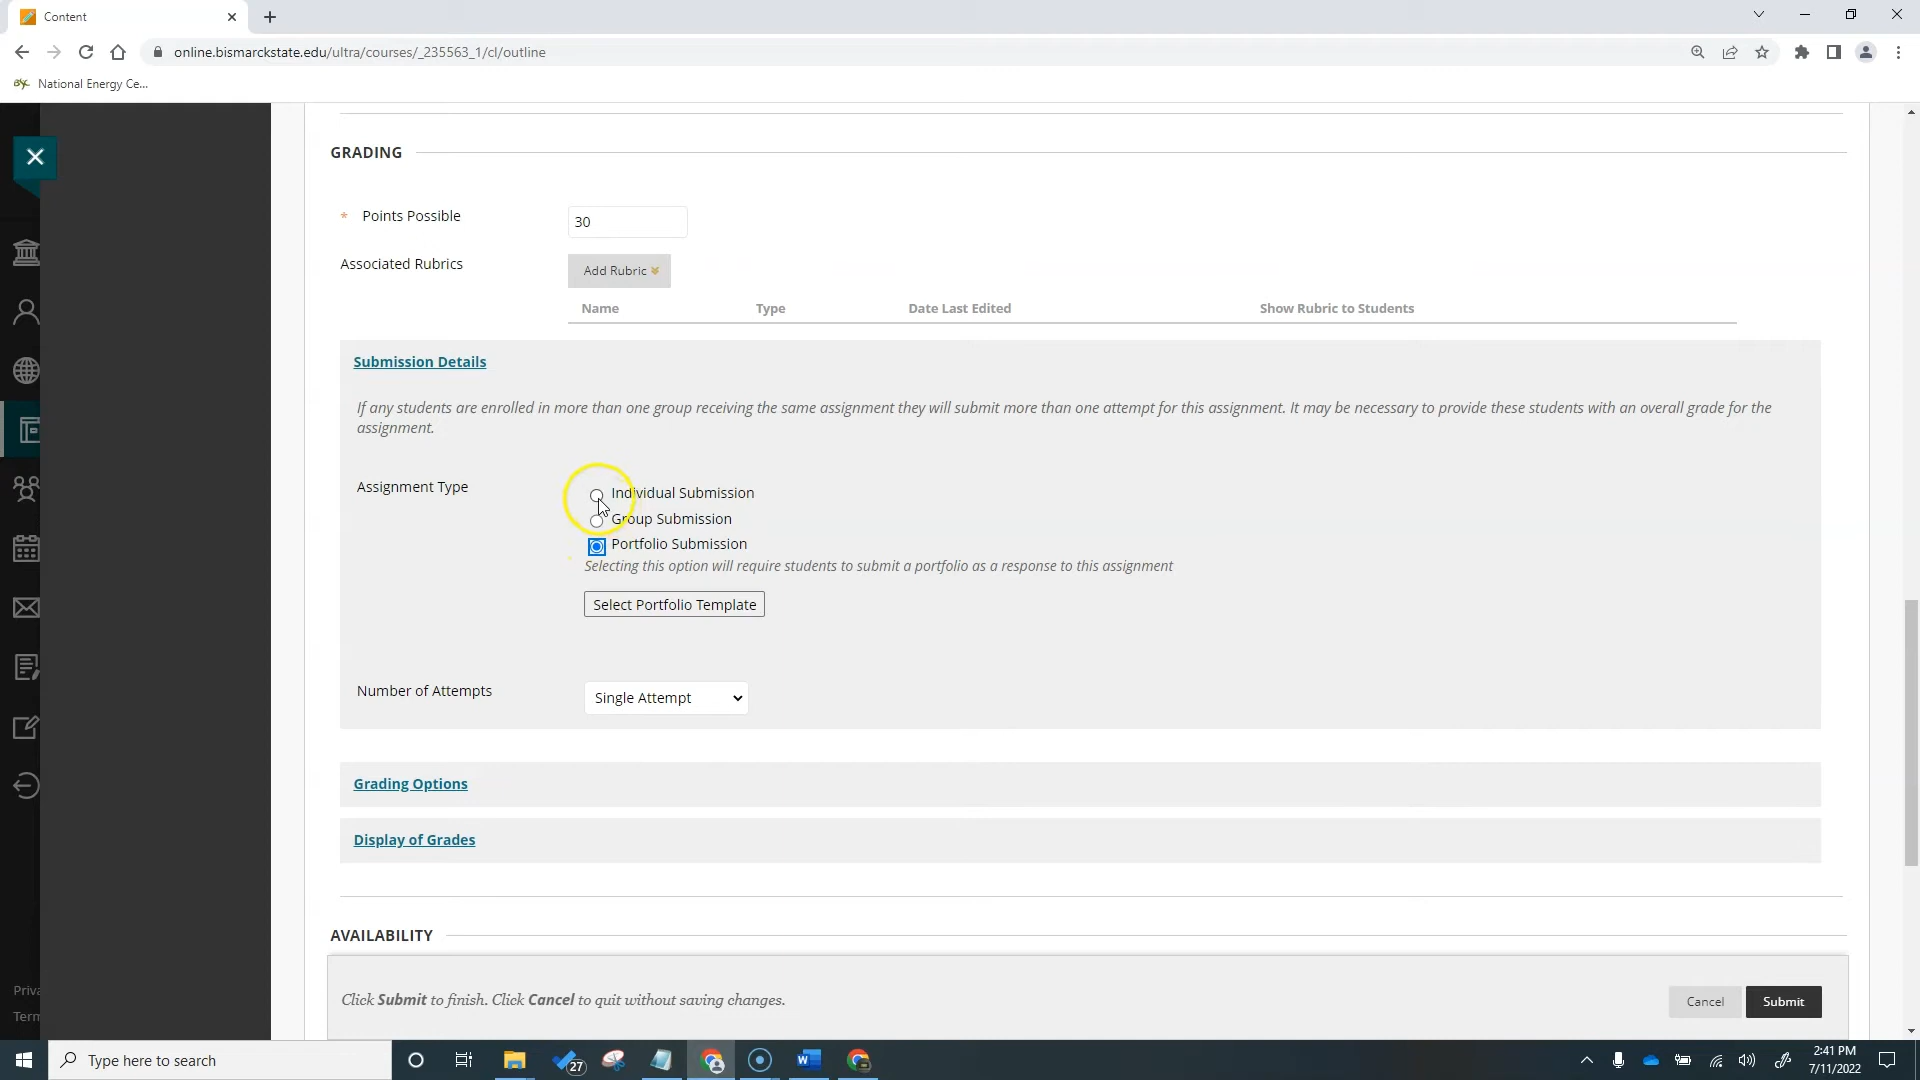 Content
online.bismarckstate.edu/ultra/courses/_235563_1/cl/outline
National Energy Ce...
GRADING
* Points Possible
30
Associated Rubrics
Add Rubric
Name Type Date Last Edited Show Rubric to Students
Submission Details
If any students are enrolled in more than one group receiving the same assignment they will submit more than one attempt for this assignment. It may be necessary to provide these students with an overall grade for the
assignment.
Assignment Type
Individual Submission
Group Submission
Portfolio Submission
Selecting this option will require students to submit a portfolio as a response to this assignment
Select Portfolio Template
Number of Attempts
Single Attempt
Grading Options
Display of Grades
AVAILABILITY
Priva
Term
Click Submit to finish. Click Cancel to quit without saving changes.
Cancel
Submit
Type here to search
27
2:41 PM
7/11/2022